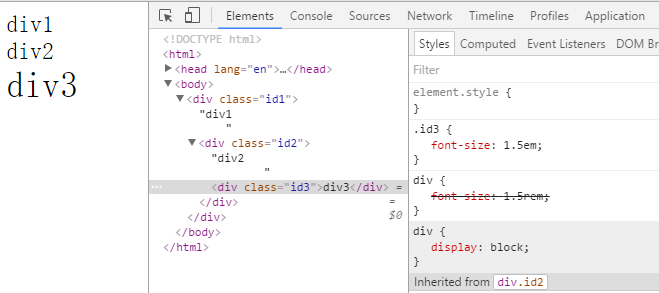 div1
div2
div3
Elements Console Sources Network Timeline Profiles Application
<!DOCTYPE html>
<html>
▶<head lang="en">…</head>
▼<body>
▼<div class="id1">
"div1
"
▼<div class="id2">
"div2
"
… <div class="id3">div3</div> =
</div> =
</div> $0
</body>
</html>
Styles Computed Event Listeners DOM Br
Filter
element.style {
}
.id3 {
font-size: 1.5em;
}
div {
font-size: 1.5rem;
}
div {
display: block;
}
Inherited from div.id2